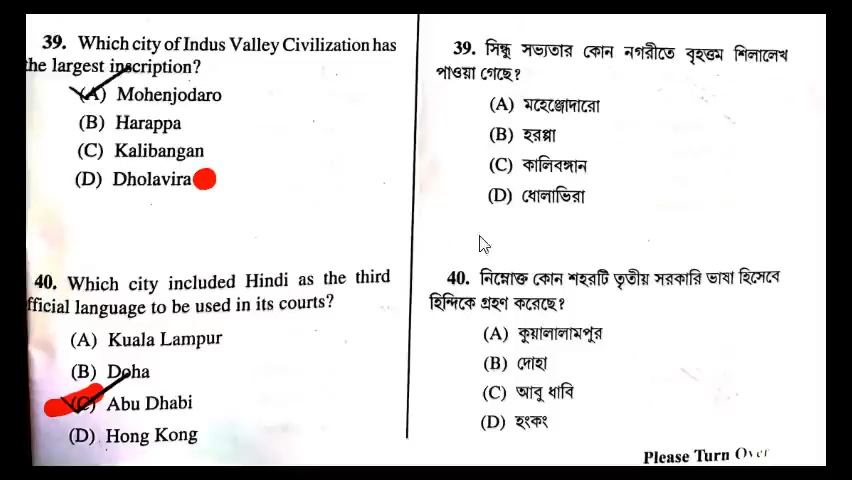 39. Which city of Indus Valley Civilization has
the largest inscription?
(A) Mohenjodaro
(B) Harappa
(C) Kalibangan
(D) Dholavira
40. Which city included Hindi as the third
fficial language to be used in its courts?
(A) Kuala Lampur
(B) Doha
(C) Abu Dhabi
(D) Hong Kong
39. সিন্ধু সভ্যতার কোন নগরীতে বৃহত্তম শিলালেখ
পাওয়া গেছে?
(A) মহেঞ্জোদারো
(B) হরপ্পা
(C) কালিবঙ্গান
(D) ধোলাভিরা
40. নিম্নোক্ত কোন শহরটি তৃতীয় সরকারি ভাষা হিসেবে
হিন্দিকে গ্রহণ করেছে?
(A) কুয়ালালামপুর
(B) দোহা
(C) আবু ধাবি
(D) হংকং
Please Turn Over